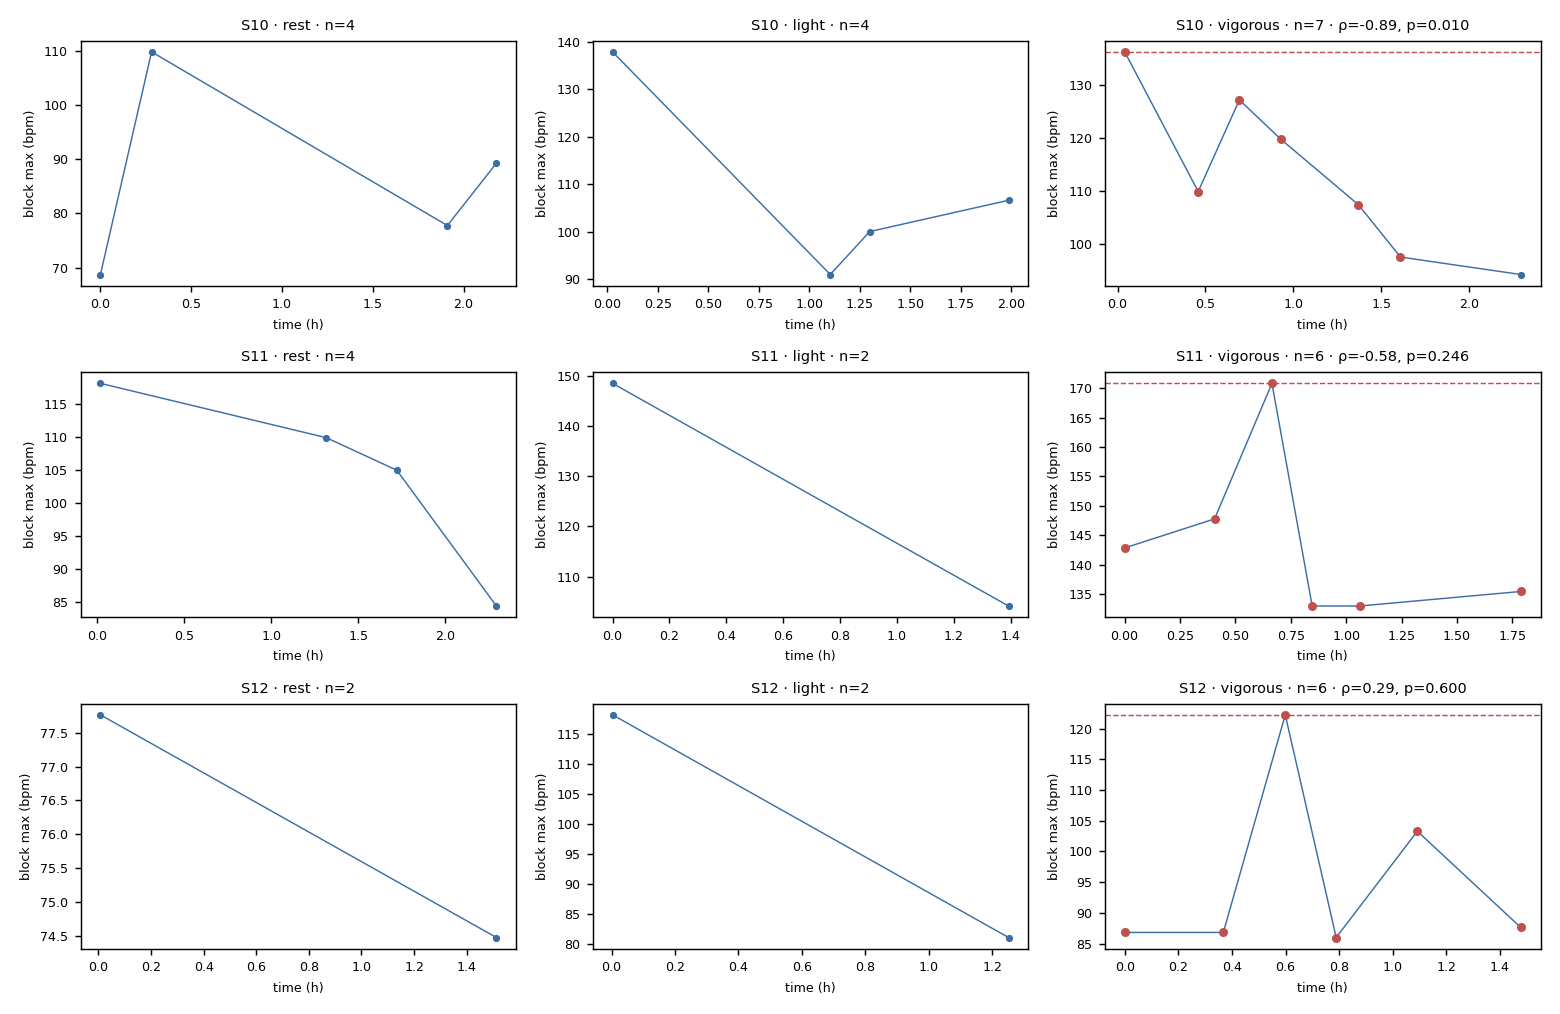 S10 · rest · n=4
block max (bpm)
110
100
90
80
70
0.0 0.5 1.0 1.5 2.0
time (h)
S10 · light · n=4
block max (bpm)
140
130
120
110
100
90
0.00 0.25 0.50 0.75 1.00 1.25 1.50 1.75 2.00
time (h)
S10 · vigorous · n=7 · ρ=-0.89, p=0.010
block max (bpm)
130
120
110
100
0.0 0.5 1.0 1.5 2.0
time (h)
S11 · rest · n=4
block max (bpm)
115
110
105
100
95
90
85
0.0 0.5 1.0 1.5 2.0
time (h)
S11 · light · n=2
block max (bpm)
150
140
130
120
110
0.0 0.2 0.4 0.6 0.8 1.0 1.2 1.4
time (h)
S11 · vigorous · n=6 · ρ=-0.58, p=0.246
block max (bpm)
170
165
160
155
150
145
140
135
0.00 0.25 0.50 0.75 1.00 1.25 1.50 1.75
time (h)
S12 · rest · n=2
block max (bpm)
77.5
77.0
76.5
76.0
75.5
75.0
74.5
0.0 0.2 0.4 0.6 0.8 1.0 1.2 1.4
time (h)
S12 · light · n=2
block max (bpm)
115
110
105
100
95
90
85
80
0.0 0.2 0.4 0.6 0.8 1.0 1.2
time (h)
S12 · vigorous · n=6 · ρ=0.29, p=0.600
block max (bpm)
120
115
110
105
100
95
90
85
0.0 0.2 0.4 0.6 0.8 1.0 1.2 1.4
time (h)